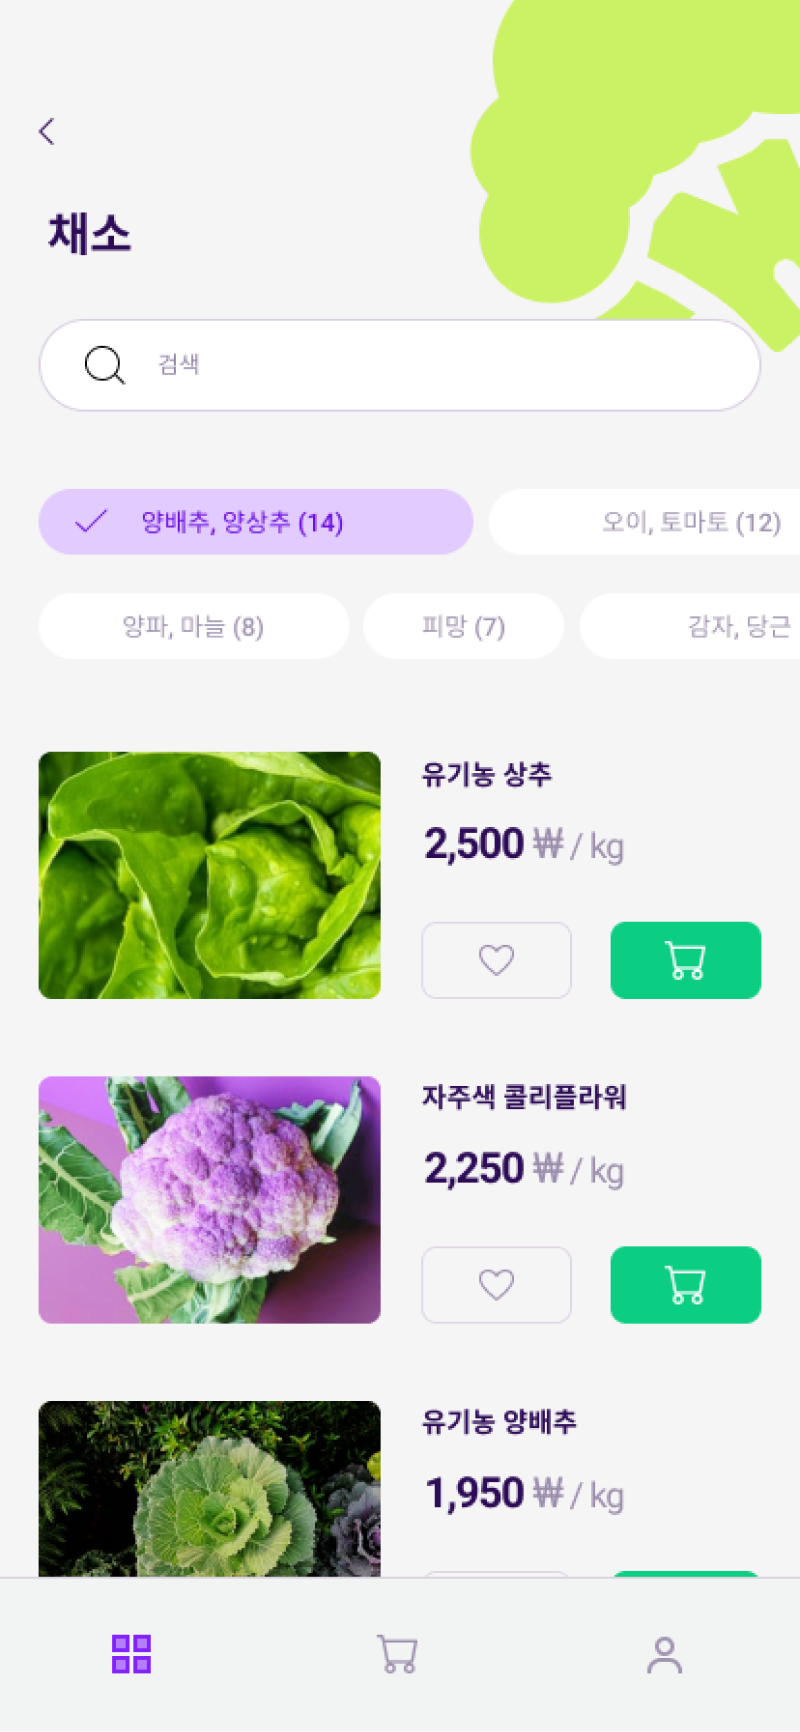 채소
검색
양배추, 양상추 (14)
오이, 토마토 (12)
양파, 마늘 (8)
피망 (7)
감자, 당근
유기농 상추
2,500 ₩ / kg
자주색 콜리플라워
2,250 ₩ / kg
유기농 양배추
1,950 ₩ / kg